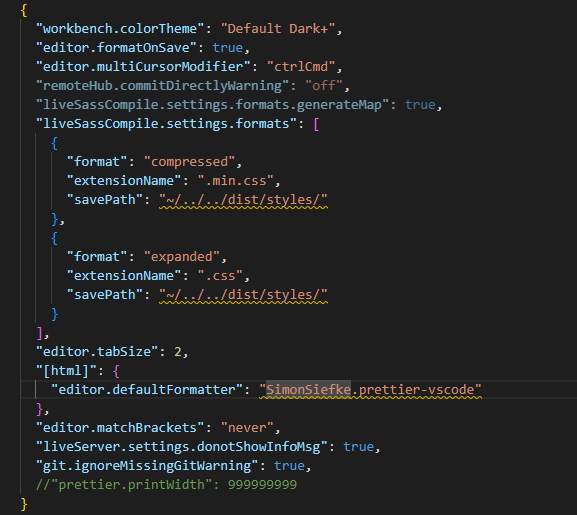 {
"workbench.colorTheme": "Default Dark+",
"editor.formatOnSave": true,
"editor.multiCursorModifier": "ctrlCmd",
"remoteHub.commitDirectlyWarning": "off",
"liveSassCompile.settings.formats.generateMap": true,
"liveSassCompile.settings.formats": [
{
"format": "compressed",
"extensionName": ".min.css",
"savePath": "~/../../dist/styles/"
},
{
"format": "expanded",
"extensionName": ".css",
"savePath": "~/../../dist/styles/"
}
],
"editor.tabSize": 2,
"[html]": {
"editor.defaultFormatter": "SimonSiefke.prettier-vscode"
},
"editor.matchBrackets": "never",
"liveServer.settings.donotShowInfoMsg": true,
"git.ignoreMissingGitWarning": true,
//"prettier.printWidth": 999999999
}